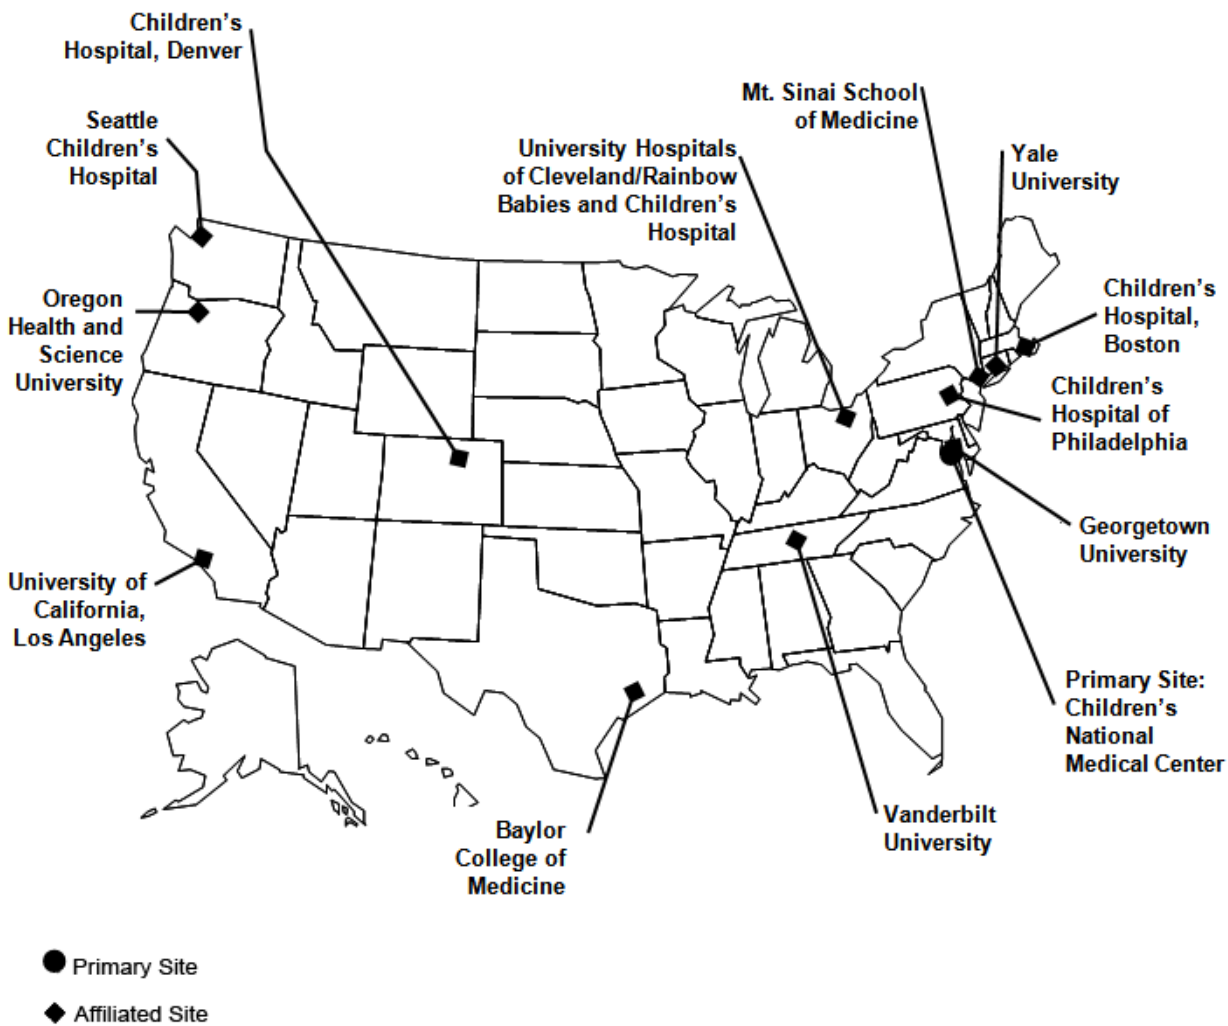 Children's
Hospital, Denver
Seattle
Children's
Hospital
Mt. Sinai School
of Medicine
University Hospitals
of Cleveland/Rainbow
Babies and Children's
Hospital
Yale
University
Oregon
Health and
Science
University
Children's
Hospital,
Boston
Children's
Hospital of
Philadelphia
Georgetown
University
University of
California,
Los Angeles
Primary Site:
Children's
National
Medical Center
Vanderbilt
University
Baylor
College of
Medicine
Primary Site
Affiliated Site